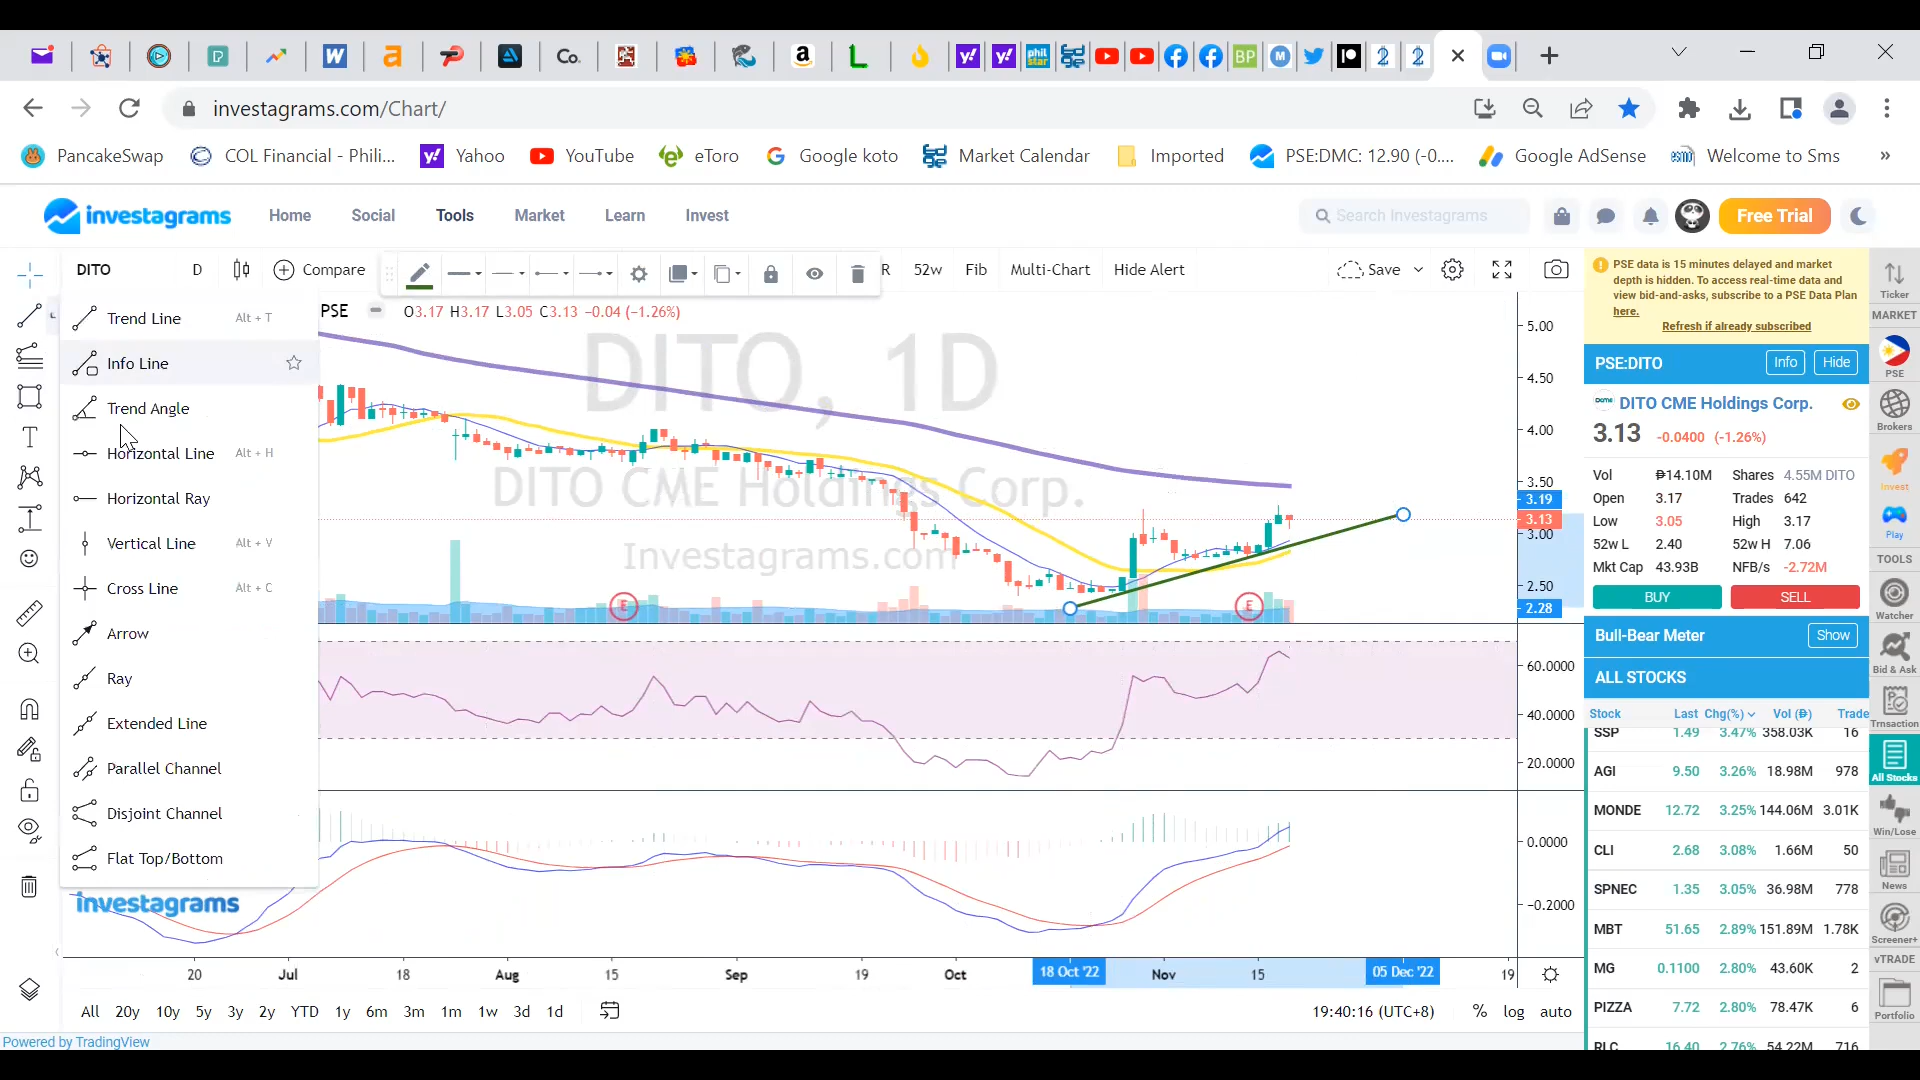 Co.
BP
phil
star
investagrams.com/Chart/
PancakeSwap
COL Financial - Phili...
Yahoo
YouTube
eToro
Google koto
Market Calendar
Imported
PSE:DMC: 12.90 (-0....
Google AdSense
Welcome to Sms
»
investagrams
Home
Social
Tools
Market
Learn
Invest
Search Investagrams
Free Trial
DITO
D
Compare
R
52w
Fib
Multi-Chart
Hide Alert
Save
PSE
O3.17 H3.17 L3.05 C3.13 -0.04 (-1.26%)
Trend Line Alt + T
Info Line
Trend Angle
Horizontal Line Alt + H
Horizontal Ray
Vertical Line Alt + V
Cross Line Alt + C
Arrow
Ray
Extended Line
Parallel Channel
Disjoint Channel
Flat Top/Bottom
DITO, 1D
DITO CME Holdings Corp.
Investagrams.com
E
E
5.00
4.50
4.00
3.50
3.19
3.13
3.00
2.50
2.28
60.0000
40.0000
20.0000
0.0000
-0.2000
investagrams
20 Jul 18 Aug 15 Sep 19 Oct 18 Oct '22 Nov 15 05 Dec '22 19
All 20y 10y 5y 3y 2y YTD 1y 6m 3m 1m 1w 3d 1d
19:40:16 (UTC+8)
% log auto
Powered by TradingView
PSE data is 15 minutes delayed and market
depth is hidden. To access real-time data and
view bid-and-asks, subscribe to a PSE Data Plan
here.
Refresh if already subscribed
PSE:DITO Info Hide
DITO CME Holdings Corp.
3.13 -0.0400 (-1.26%)
Vol ₱14.10M Shares 4.55M DITO
Open 3.17 Trades 642
Low 3.05 High 3.17
52w L 2.40 52w H 7.06
Mkt Cap 43.93B NFB/s -2.72M
BUY SELL
Bull-Bear Meter Show
ALL STOCKS
Stock Last Chg(%) Vol (₱) Trade
SSP 1.49 3.47% 358.03K 16
AGI 9.50 3.26% 18.98M 978
MONDE 12.72 3.25% 144.06M 3.01K
CLI 2.68 3.08% 1.66M 50
SPNEC 1.35 3.05% 36.98M 778
MBT 51.65 2.89% 151.89M 1.78K
MG 0.1100 2.80% 43.60K 2
PIZZA 7.72 2.80% 78.47K 6
RLC 16.40 2.76% 54.22M 716
Ticker
MARKET
PSE
Brokers
Invest
Play
TOOLS
Watcher
Bid & Ask
Trnsaction
All Stocks
Win/Lose
News
Screener+
vTRADE
Portfolio